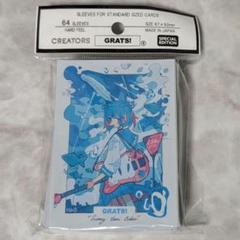 SLEEVES FOR STANDARD SIZED CARDS
64 SLEEVES
HARD FEEL
SIZE 67×92mm
MADE IN JAPAN
CREATORS GRATS! ® SPECIAL EDITION
GRATS!